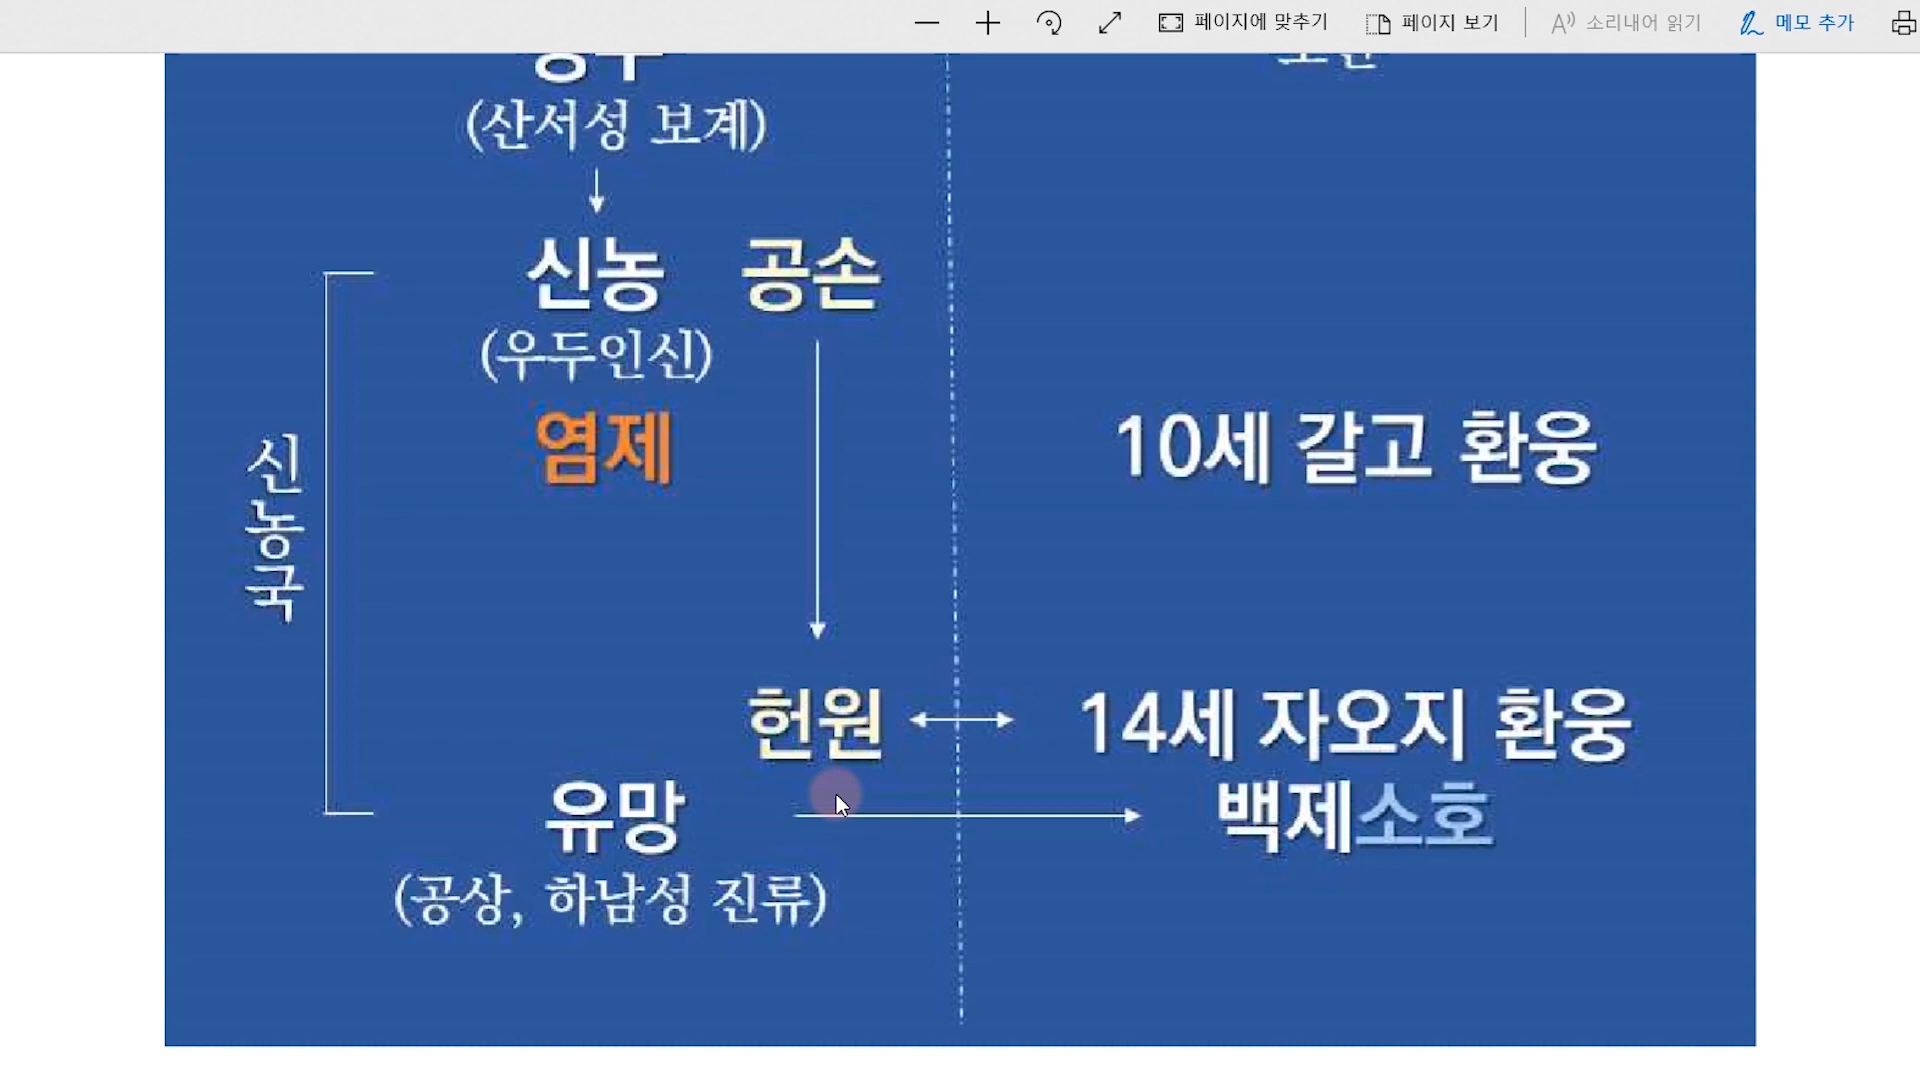 페이지에 맞추기 페이지 보기 소리내어 읽기 메모 추가
(산서성 보계)
신농 공손
(우두인신)
염제
10세 갈고 환웅
신농국
헌원
14세 자오지 환웅
유망
백제소호
(공상, 하남성 진류)